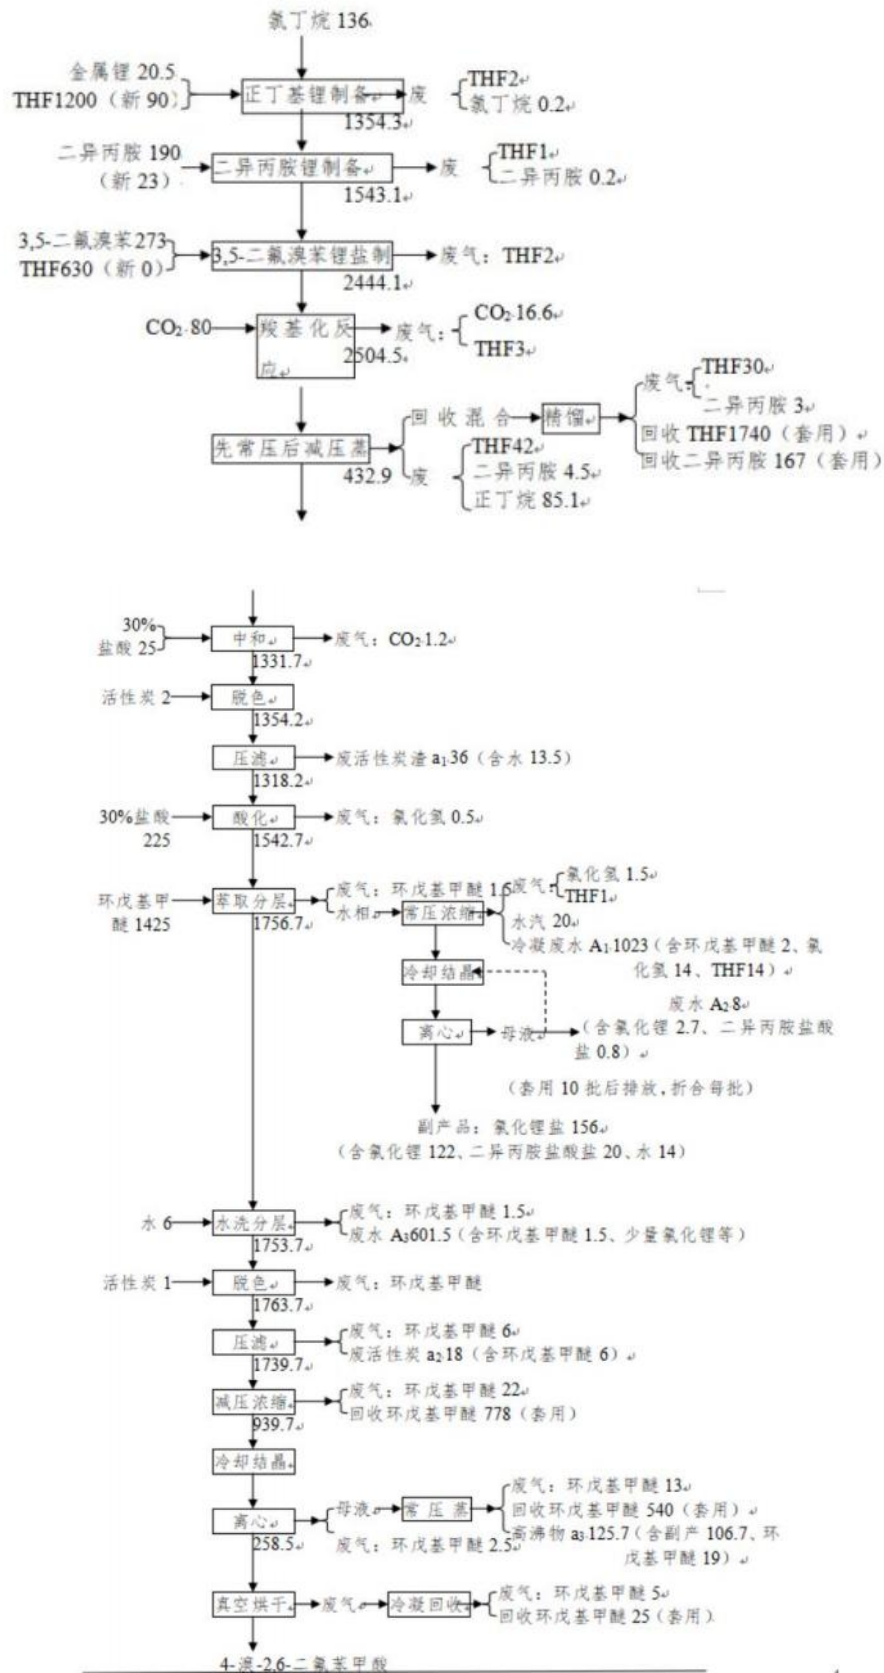 氯丁烷 136
金属锂 20.5
THF1200（新 90）
正丁基锂制备
废
THF2
氯丁烷 0.2
1354.3
二异丙胺 190
（新 23）
二异丙胺锂制备
废
THF1
二异丙胺 0.2
1543.1
3,5-二氟溴苯273
THF630（新 0）
3,5-二氟溴苯锂盐制
废气：THF2
2444.1
CO₂ 80
羧基化反
应
废气：
CO₂ 16.6
THF3
2504.5
先常压后减压蒸
432.9
回收混合
精馏
废气:
THF30
二异丙胺 3
回收 THF1740（套用）
回收二异丙胺 167（套用）
废
THF42
二异丙胺 4.5
正丁烷 85.1
30%
盐酸 25
中和
废气：CO₂ 1.2
1331.7
活性炭 2
脱色
1354.2
压滤
废活性炭渣 a₁ 36（含水 13.5）
1318.2
30%盐酸
225
酸化
废气：氯化氢 0.5
1542.7
环戊基甲
醚 1425
萃取分层
1756.7
废气：环戊基甲醚 1.5
水相
常压浓缩
废气:
氯化氢 1.5
THF1
水汽 20
冷凝废水 A₁ 1023（含环戊基甲醚 2、氯
化氢 14、THF14）
冷却结晶
离心
母液
废水 A₂ 8
（含氯化锂 2.7、二异丙胺盐酸
盐 0.8）
（套用 10 批后排放,折合每批）
副产品：氯化锂盐 156
（含氯化锂 122、二异丙胺盐酸盐 20、水 14）
水 6
水洗分层
废气：环戊基甲醚 1.5
废水 A₃601.5（含环戊基甲醚 1.5、少量氯化锂等）
1753.7
活性炭 1
脱色
废气：环戊基甲醚
1763.7
压滤
废气：环戊基甲醚 6
废活性炭 a₂ 18（含环戊基甲醚 6）
1739.7
减压浓缩
废气：环戊基甲醚 22
回收环戊基甲醚 778（套用）
939.7
冷却结晶
离心
258.5
母液
常压蒸
废气：环戊基甲醚 13
回收环戊基甲醚 540（套用）
高沸物 a₃ 125.7（含副产 106.7、环
戊基甲醚 19）
废气：环戊基甲醚 2.5
真空烘干
废气
冷凝回收
废气：环戊基甲醚 5
回收环戊基甲醚 25（套用）
4-溴-2,6-二氟苯甲酸